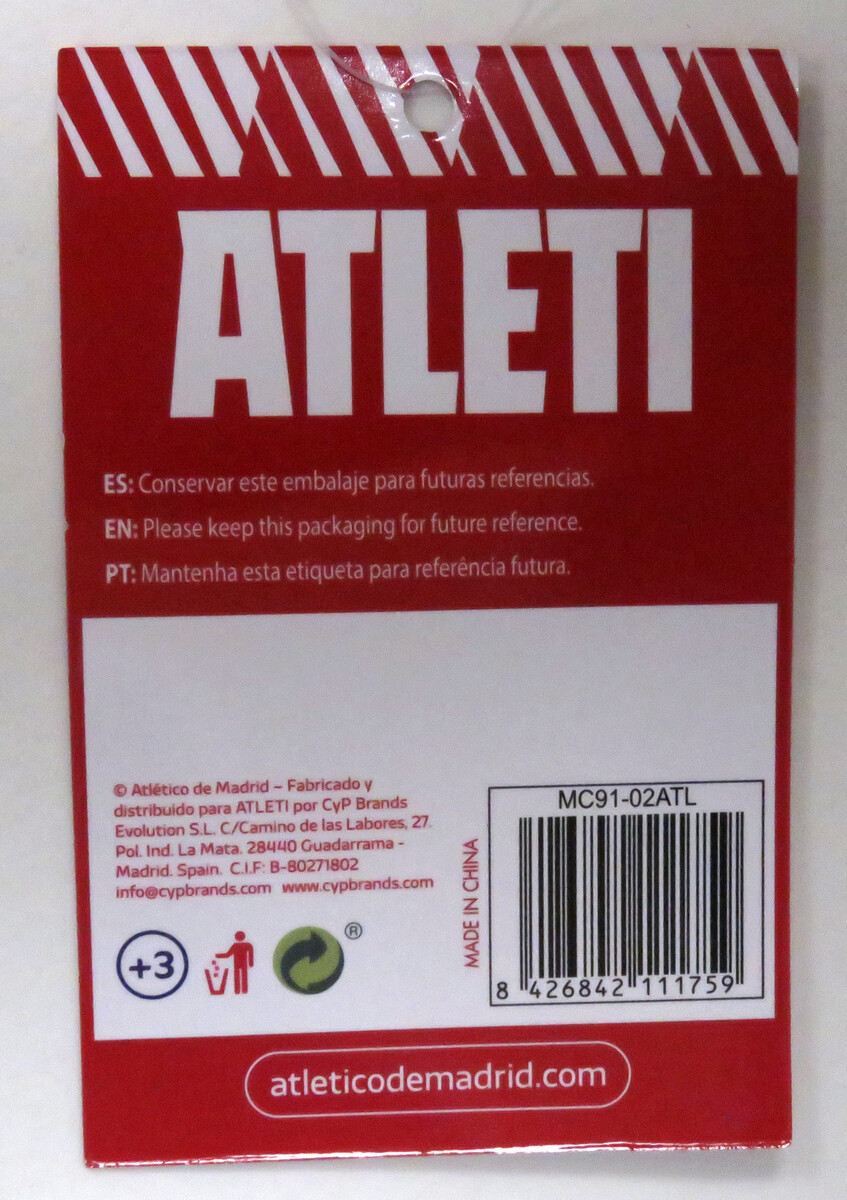 ATLETI
ES: Conservar este embalaje para futuras referencias.
EN: Please keep this packaging for future reference.
PT: Mantenha esta etiqueta para referência futura.
© Atlético de Madrid – Fabricado y
distribuido para ATLETI por CyP Brands
Evolution S.L. C/Camino de las Labores, 27.
Pol. Ind. La Mata. 28440 Guadarrama -
Madrid. Spain. C.I.F: B-80271802
info@cypbrands.com www.cypbrands.com
+3
®
MADE IN CHINA
MC91-02ATL
8 426842 111759
atleticodemadrid.com